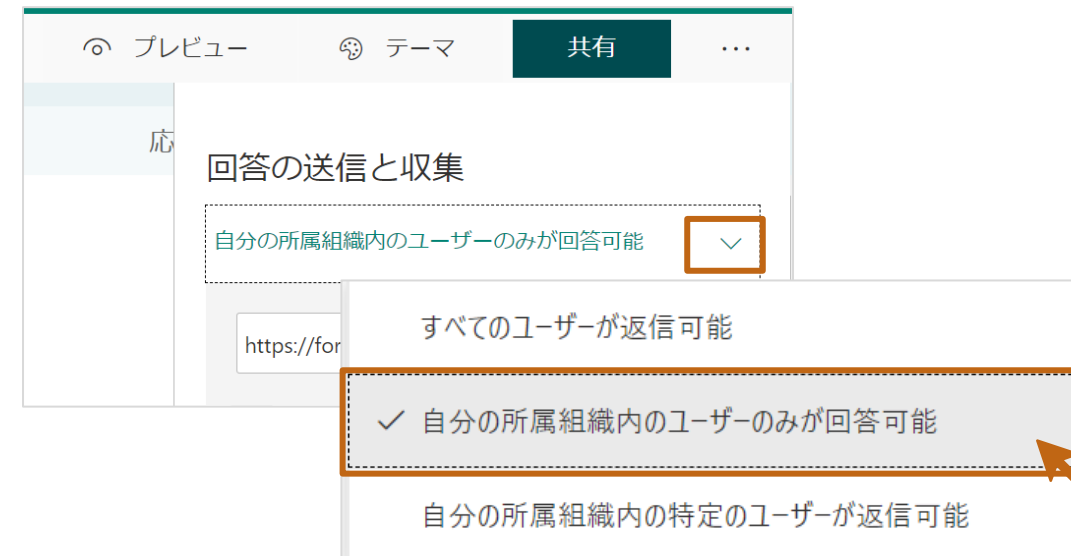 プレビュー テーマ 共有 ...
応
回答の送信と収集
自分の所属組織内のユーザーのみが回答可能
https://for
すべてのユーザーが返信可能
自分の所属組織内のユーザーのみが回答可能
自分の所属組織内の特定のユーザーが返信可能